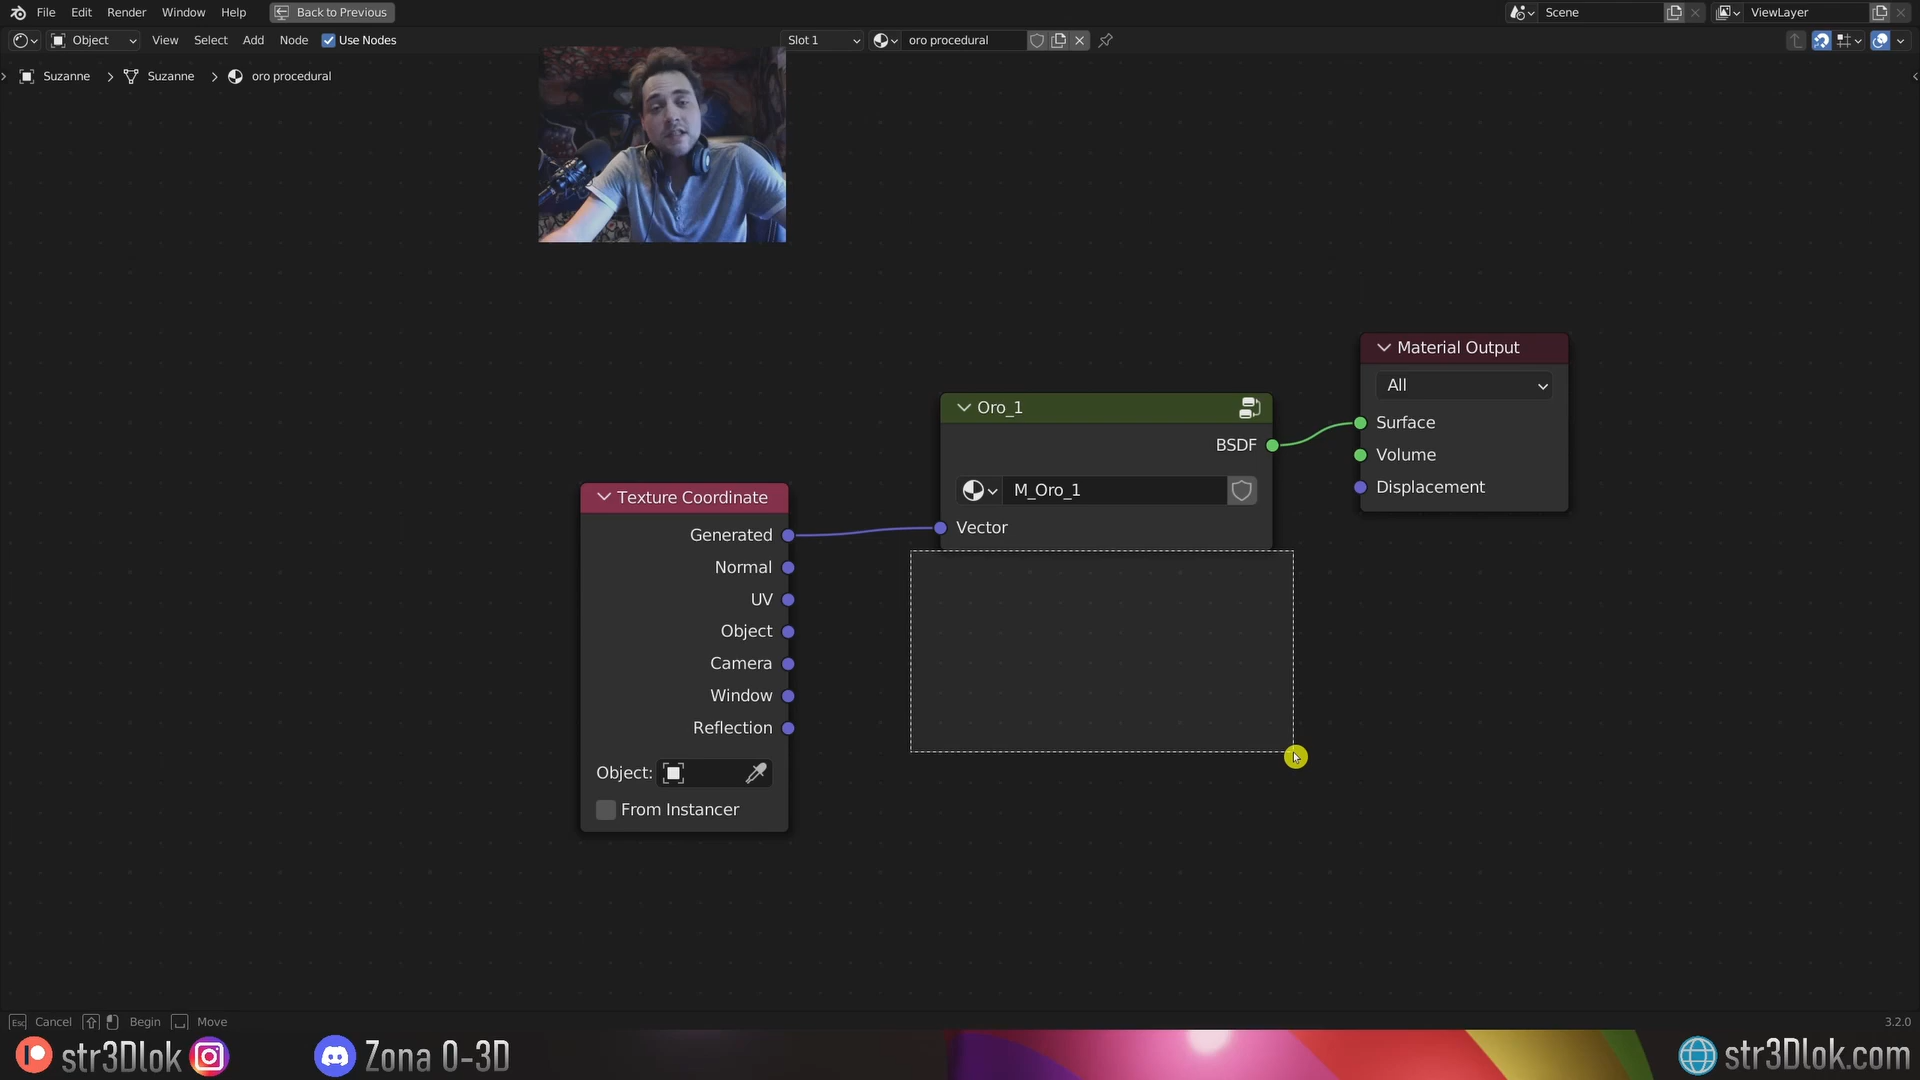 File Edit Render Window Help Back to Previous Scene ViewLayer
Object View Select Add Node Use Nodes Slot 1 oro procedural
Suzanne Suzanne oro procedural
Material Output
All
Surface
Volume
Displacement
Oro_1
BSDF
M_Oro_1
Vector
Texture Coordinate
Generated
Normal
UV
Object
Camera
Window
Reflection
Object:
From Instancer
Esc Cancel Begin Move 3.2.0
str3Dlok Zona 0-3D str3Dlok.com